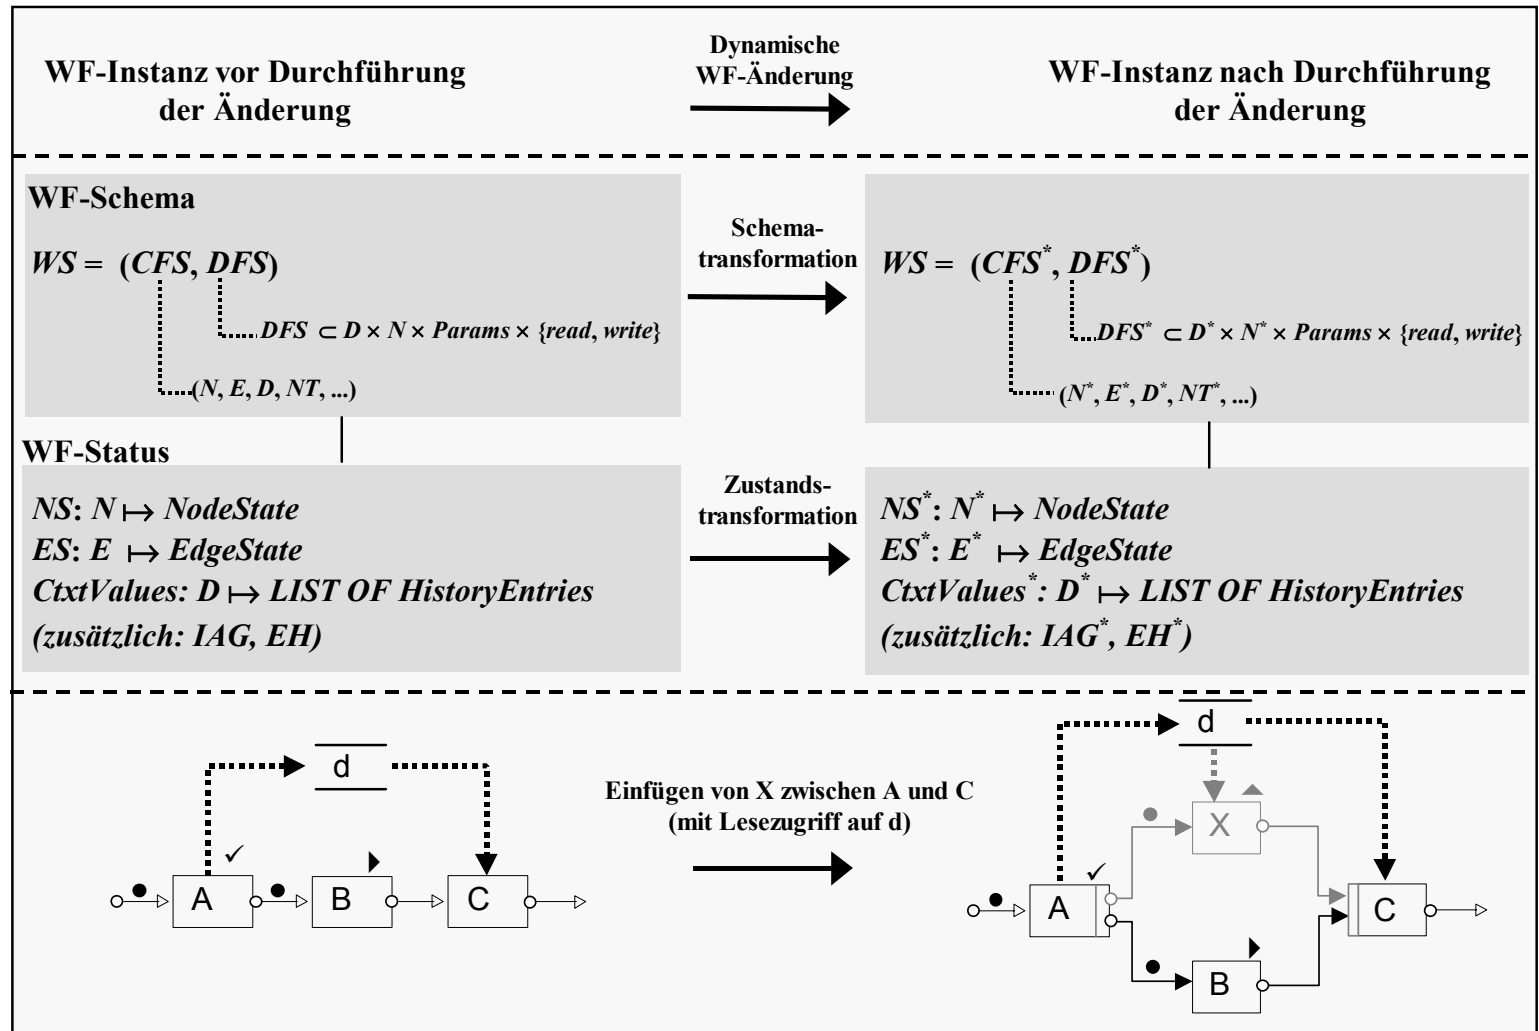 WF-Instanz vor Durchführung
der Änderung
Dynamische
WF-Änderung
WF-Instanz nach Durchführung
der Änderung
WF-Schema
WS = (CFS, DFS)
DFS ⊂ D × N × Params × {read, write}
(N, E, D, NT, ...)
Schema-
transformation
WS = (CFS*, DFS*)
DFS* ⊂ D* × N* × Params × {read, write}
(N*, E*, D*, NT*, ...)
WF-Status
NS: N ↦ NodeState
ES: E ↦ EdgeState
CtxtValues: D ↦ LIST OF HistoryEntries
(zusätzlich: IAG, EH)
Zustands-
transformation
NS*: N* ↦ NodeState
ES*: E* ↦ EdgeState
CtxtValues*: D* ↦ LIST OF HistoryEntries
(zusätzlich: IAG*, EH*)
d
A
B
C
Einfügen von X zwischen A und C
(mit Lesezugriff auf d)
d
X
A
C
B